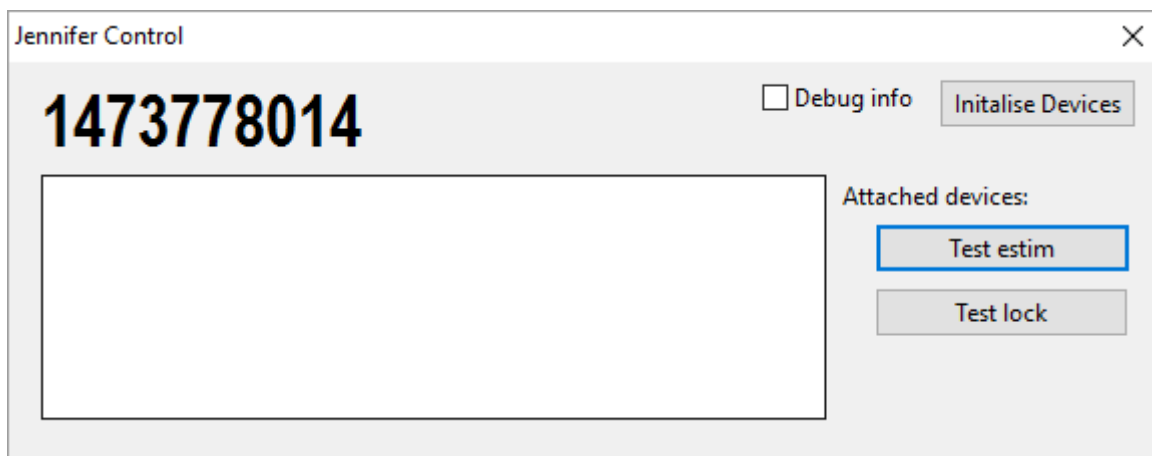 Jennifer Control
1473778014
Debug info
Initalise Devices
Attached devices:
Test estim
Test lock